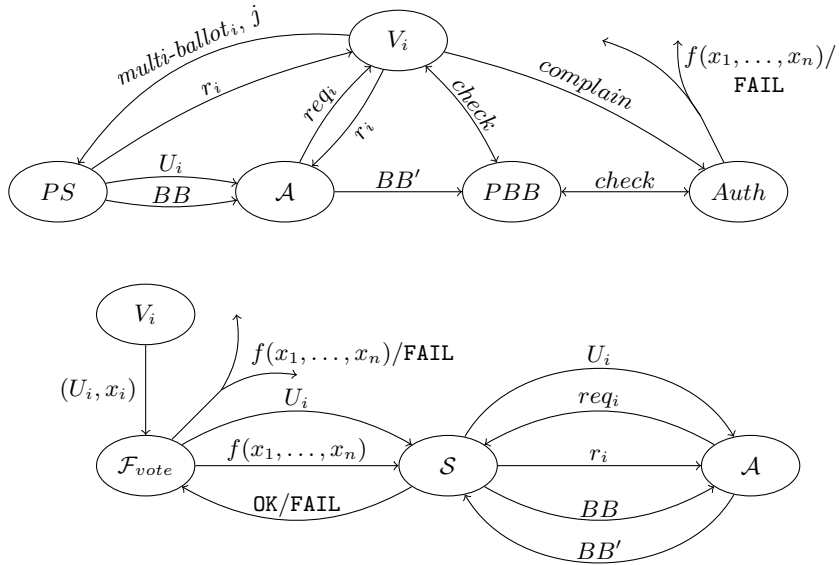 V_i
multi-ballot_i, j
r_i
req_i
r_i
check
complain
f(x_1, . . . , x_n)/
FAIL
PS
U_i
BB
𝒜
BB′
PBB
check
Auth
V_i
(U_i, x_i)
f(x_1, . . . , x_n)/FAIL
U_i
f(x_1, . . . , x_n)
OK/FAIL
ℱ_vote
𝒮
U_i
req_i
r_i
BB
BB′
𝒜